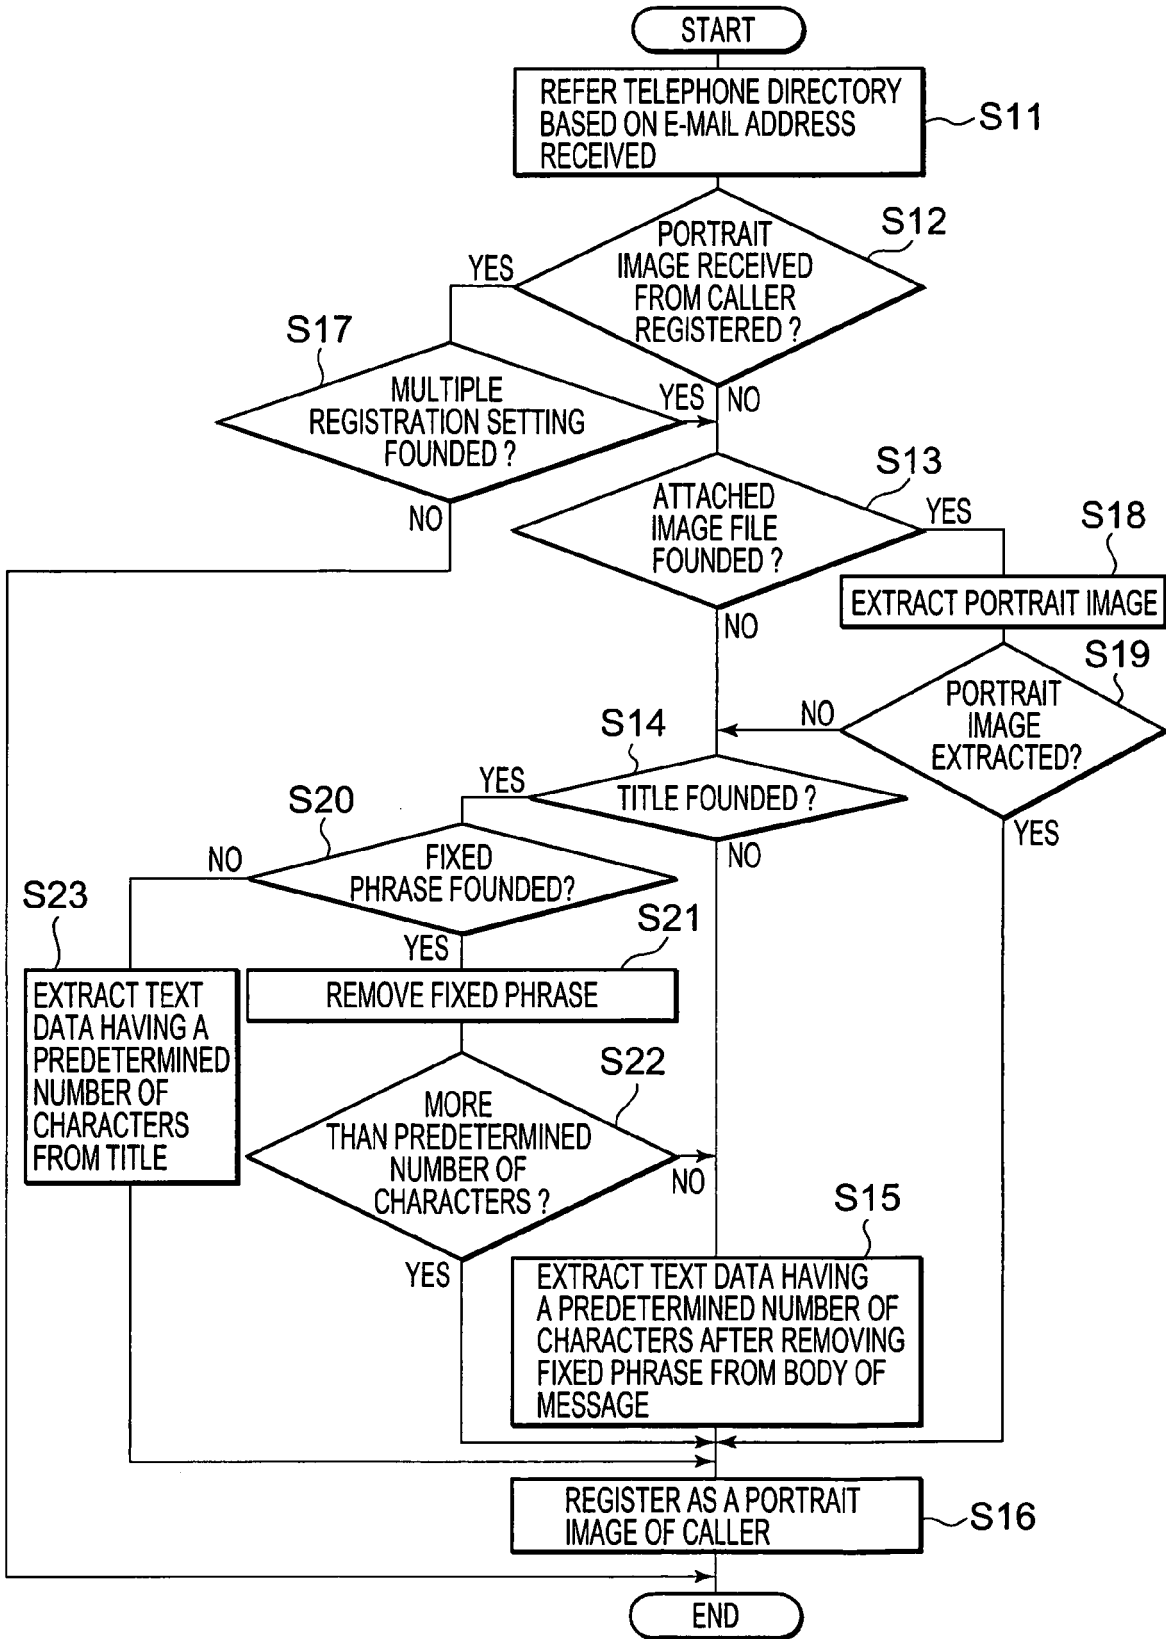 START
REFER TELEPHONE DIRECTORY
BASED ON E-MAIL ADDRESS
RECEIVED
S11
PORTRAIT
IMAGE RECEIVED
FROM CALLER
REGISTERED ?
S12
YES
NO
S17
MULTIPLE
REGISTRATION SETTING
FOUNDED ?
YES
NO
ATTACHED
IMAGE FILE
FOUNDED ?
S13
YES
NO
S18
EXTRACT PORTRAIT IMAGE
S19
PORTRAIT
IMAGE
EXTRACTED?
NO
YES
S14
TITLE FOUNDED ?
YES
NO
S20
FIXED
PHRASE FOUNDED?
NO
YES
S23
EXTRACT TEXT
DATA HAVING A
PREDETERMINED
NUMBER OF
CHARACTERS
FROM TITLE
S21
REMOVE FIXED PHRASE
S22
MORE
THAN PREDETERMINED
NUMBER OF
CHARACTERS ?
NO
YES
S15
EXTRACT TEXT DATA HAVING
A PREDETERMINED NUMBER OF
CHARACTERS AFTER REMOVING
FIXED PHRASE FROM BODY OF
MESSAGE
REGISTER AS A PORTRAIT
IMAGE OF CALLER
S16
END